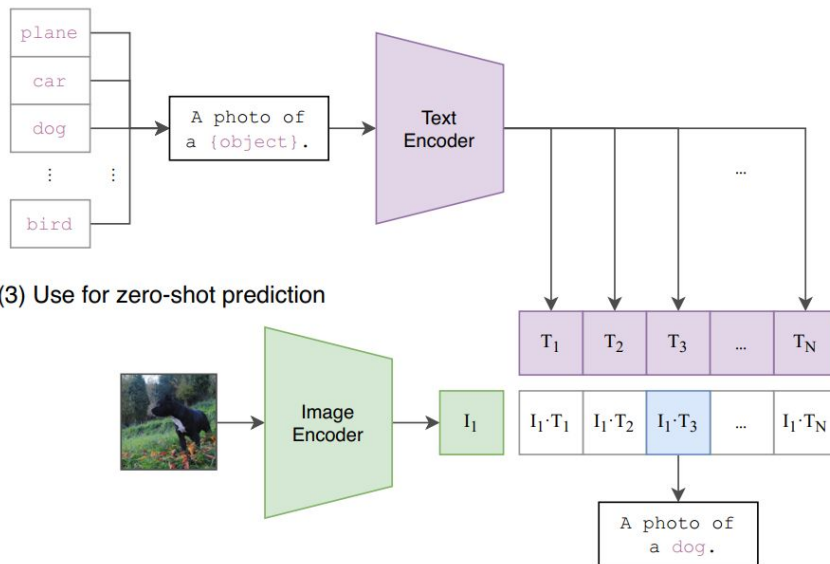 plane
car
dog
⋮ ⋮
bird
A photo of
a {object}.
Text
Encoder
...
(3) Use for zero-shot prediction
Image
Encoder
I1
T1 T2 T3 ... TN
I1·T1 I1·T2 I1·T3 ... I1·TN
A photo of
a dog.